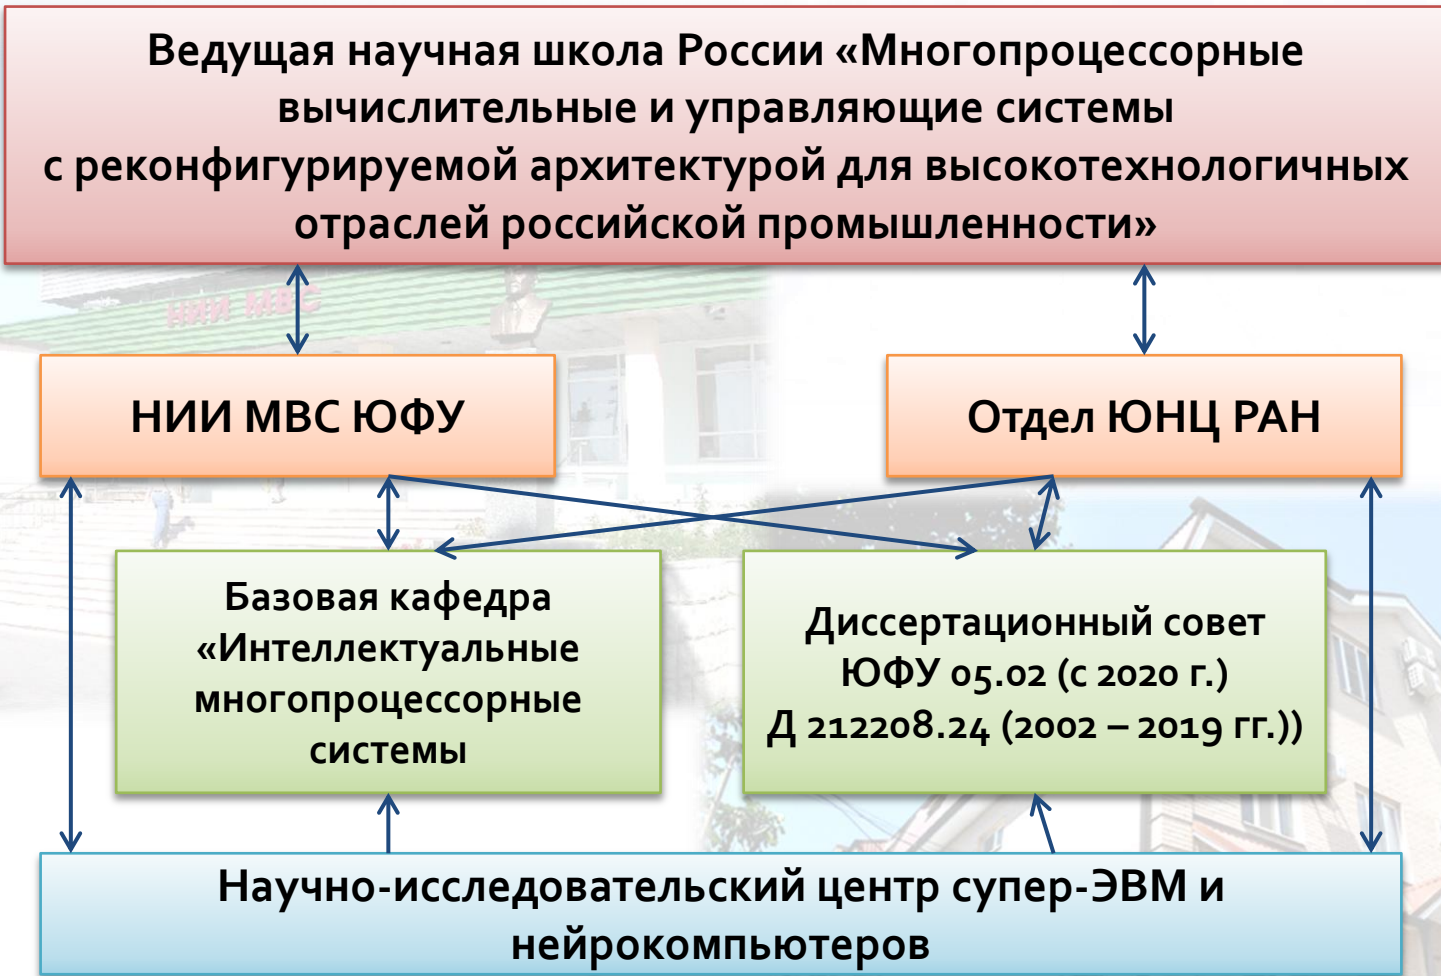 Ведущая научная школа России «Многопроцессорные
вычислительные и управляющие системы
с реконфигурируемой архитектурой для высокотехнологичных
отраслей российской промышленности»
НИИ МВС
НИИ МВС ЮФУ
Отдел ЮНЦ РАН
Базовая кафедра
«Интеллектуальные
многопроцессорные
системы
Диссертационный совет
ЮФУ 05.02 (с 2020 г.)
Д 212208.24 (2002 – 2019 гг.))
Научно-исследовательский центр супер-ЭВМ и
нейрокомпьютеров